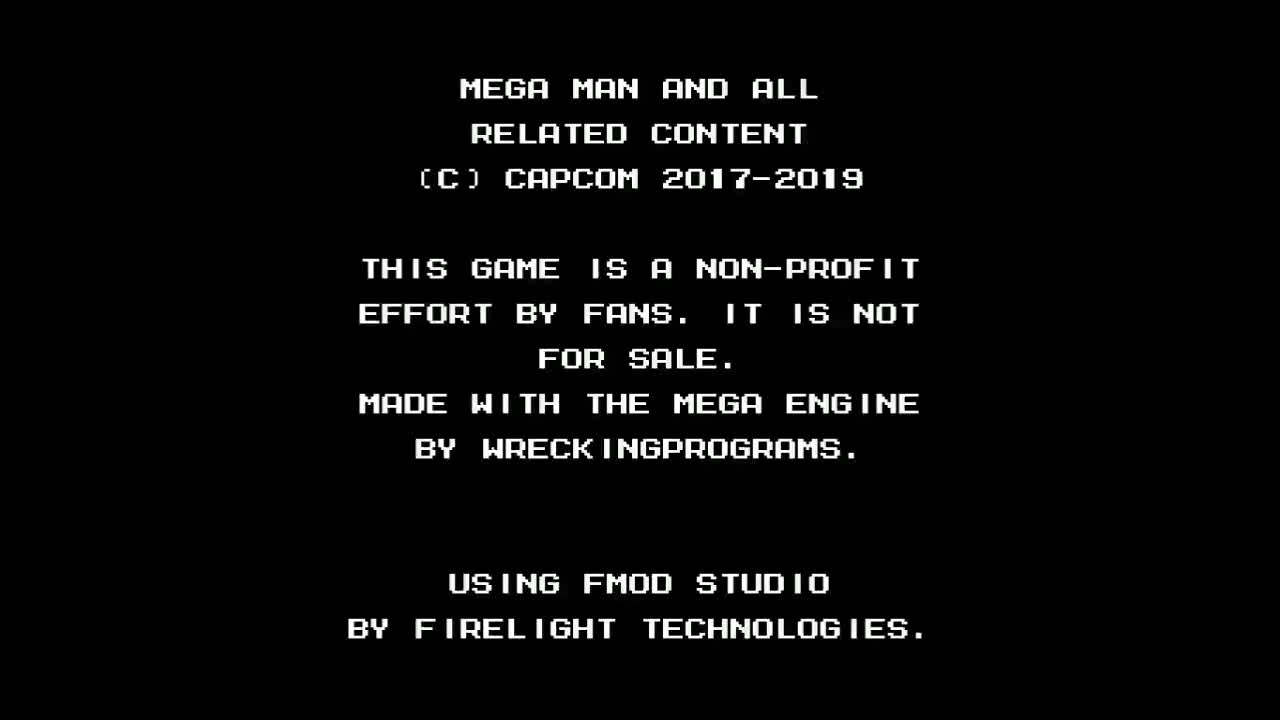 MEGA MAN AND ALL
RELATED CONTENT
(C) CAPCOM 2017-2019
THIS GAME IS A NON-PROFIT
EFFORT BY FANS. IT IS NOT
FOR SALE.
MADE WITH THE MEGA ENGINE
BY WRECKINGPROGRAMS.
USING FMOD STUDIO
BY FIRELIGHT TECHNOLOGIES.